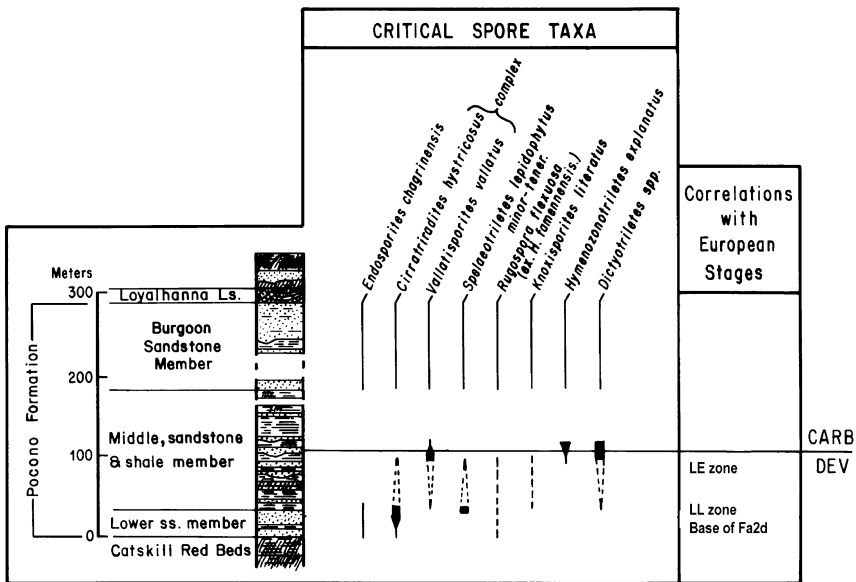 CRITICAL SPORE TAXA
Endosporites chagrinensis
Cirratriradites hystricosus
complex
Vallatisporites vallatus
Spelaeotriletes lepidophytus
minor-tener.
Rugospora flexuosa
(ex. H. famennensis.)
Knoxisporites literatus
Hymenozonotriletes explanatus
Dictyotriletes spp.
Correlations
with
European
Stages
Meters
300
Loyalhanna Ls.
Burgoon
Sandstone
Member
200
Pocono Formation
Middle, sandstone
& shale member
100
CARB
DEV
LE zone
LL zone
Base of Fa2d
Lower ss. member
0
Catskill Red Beds